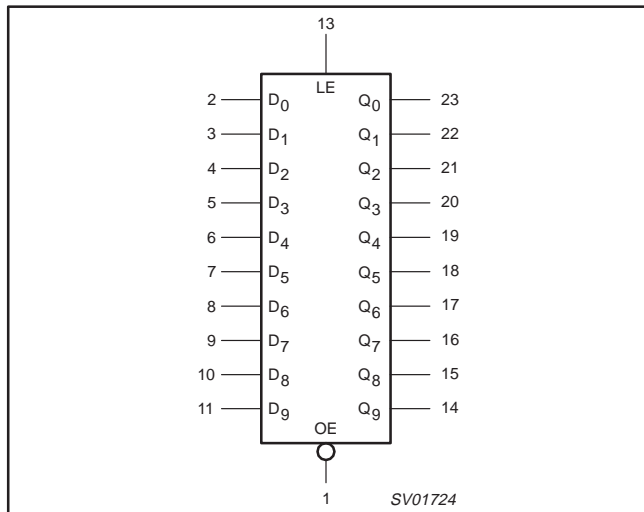 13
LE
2 D0 Q0 23
3 D1 Q1 22
4 D2 Q2 21
5 D3 Q3 20
6 D4 Q4 19
7 D5 Q5 18
8 D6 Q6 17
9 D7 Q7 16
10 D8 Q8 15
11 D9 Q9 14
OE
1
SV01724